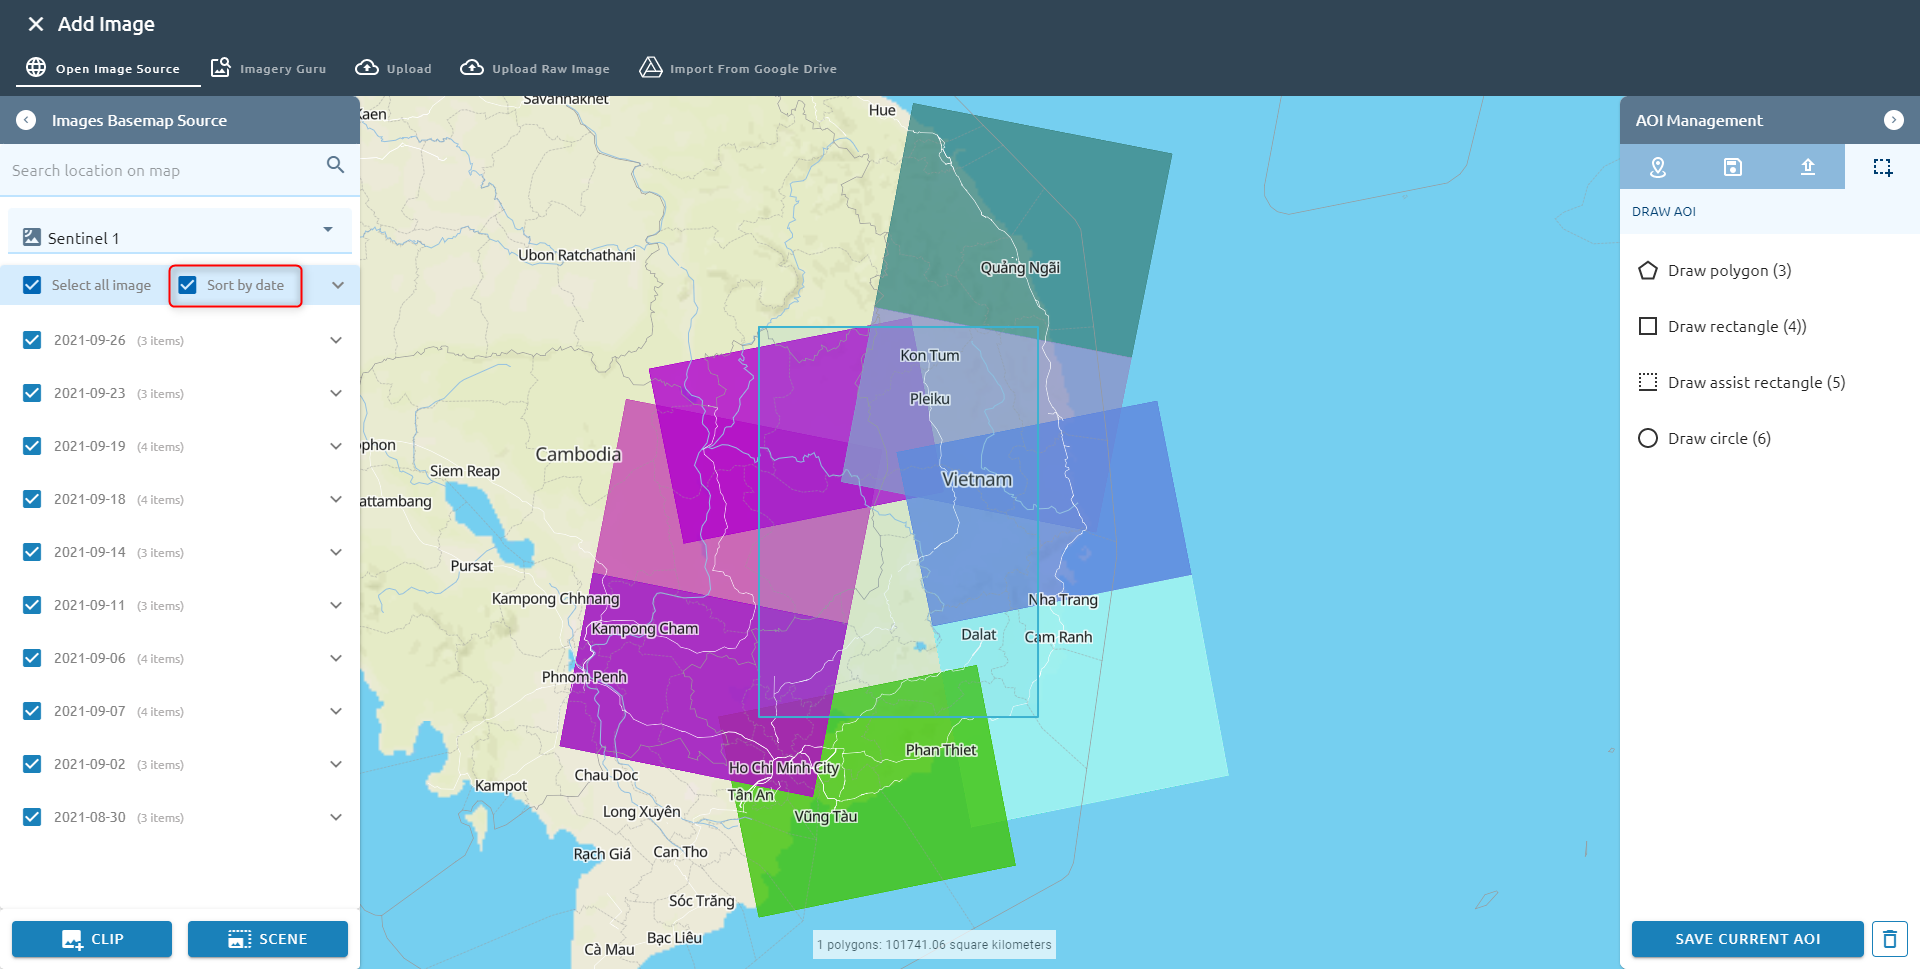 Add Image
Open Image Source
Imagery Guru
Upload
Upload Raw Image
Import From Google Drive
Images Basemap Source
Search location on map
Sentinel 1
Select all image
Sort by date
2021-09-26 (3 items)
2021-09-23 (3 items)
2021-09-19 (4 items)
2021-09-18 (4 items)
2021-09-14 (3 items)
2021-09-11 (3 items)
2021-09-06 (4 items)
2021-09-07 (4 items)
2021-09-02 (3 items)
2021-08-30 (3 items)
CLIP
SCENE
Savannakhet
Kaen
Hue
Ubon Ratchathani
Quảng Ngãi
Kon Tum
Pleiku
ophon
Cambodia
Siem Reap
Vietnam
attambang
Pursat
Kampong Chhnang
Nha Trang
Kampong Cham
Dalat
Cam Ranh
Phnom Penh
Phan Thiet
Ho Chi Minh City
Chau Doc
Kampot
Tân An
Long Xuyên
Vũng Tàu
Rạch Giá
Can Tho
Sóc Trăng
Bạc Liêu
Cà Mau
1 polygons: 101741.06 square kilometers
AOI Management
DRAW AOI
Draw polygon (3)
Draw rectangle (4))
Draw assist rectangle (5)
Draw circle (6)
SAVE CURRENT AOI